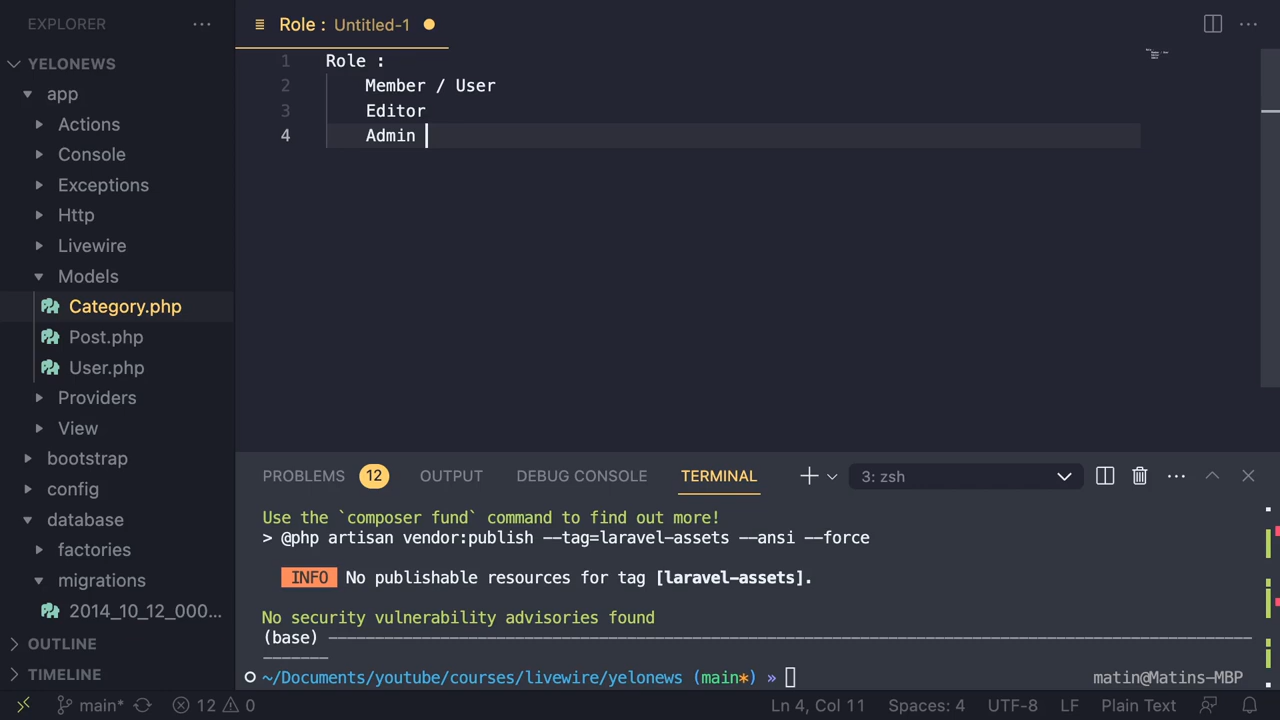 EXPLORER
Role : Untitled-1
YELONEWS
app
Actions
Console
Exceptions
Http
Livewire
Models
Category.php
Post.php
User.php
Providers
View
bootstrap
config
database
factories
migrations
2014_10_12_000...
OUTLINE
TIMELINE
1 Role :
2 Member / User
3 Editor
4 Admin
PROBLEMS 12 OUTPUT DEBUG CONSOLE TERMINAL 3: zsh
Use the `composer fund` command to find out more!
> @php artisan vendor:publish --tag=laravel-assets --ansi --force
INFO No publishable resources for tag [laravel-assets].
No security vulnerability advisories found
(base)
~/Documents/youtube/courses/livewire/yelonews (main*) » matin@Matins-MBP
main* 12 0 Ln 4, Col 11 Spaces: 4 UTF-8 LF Plain Text